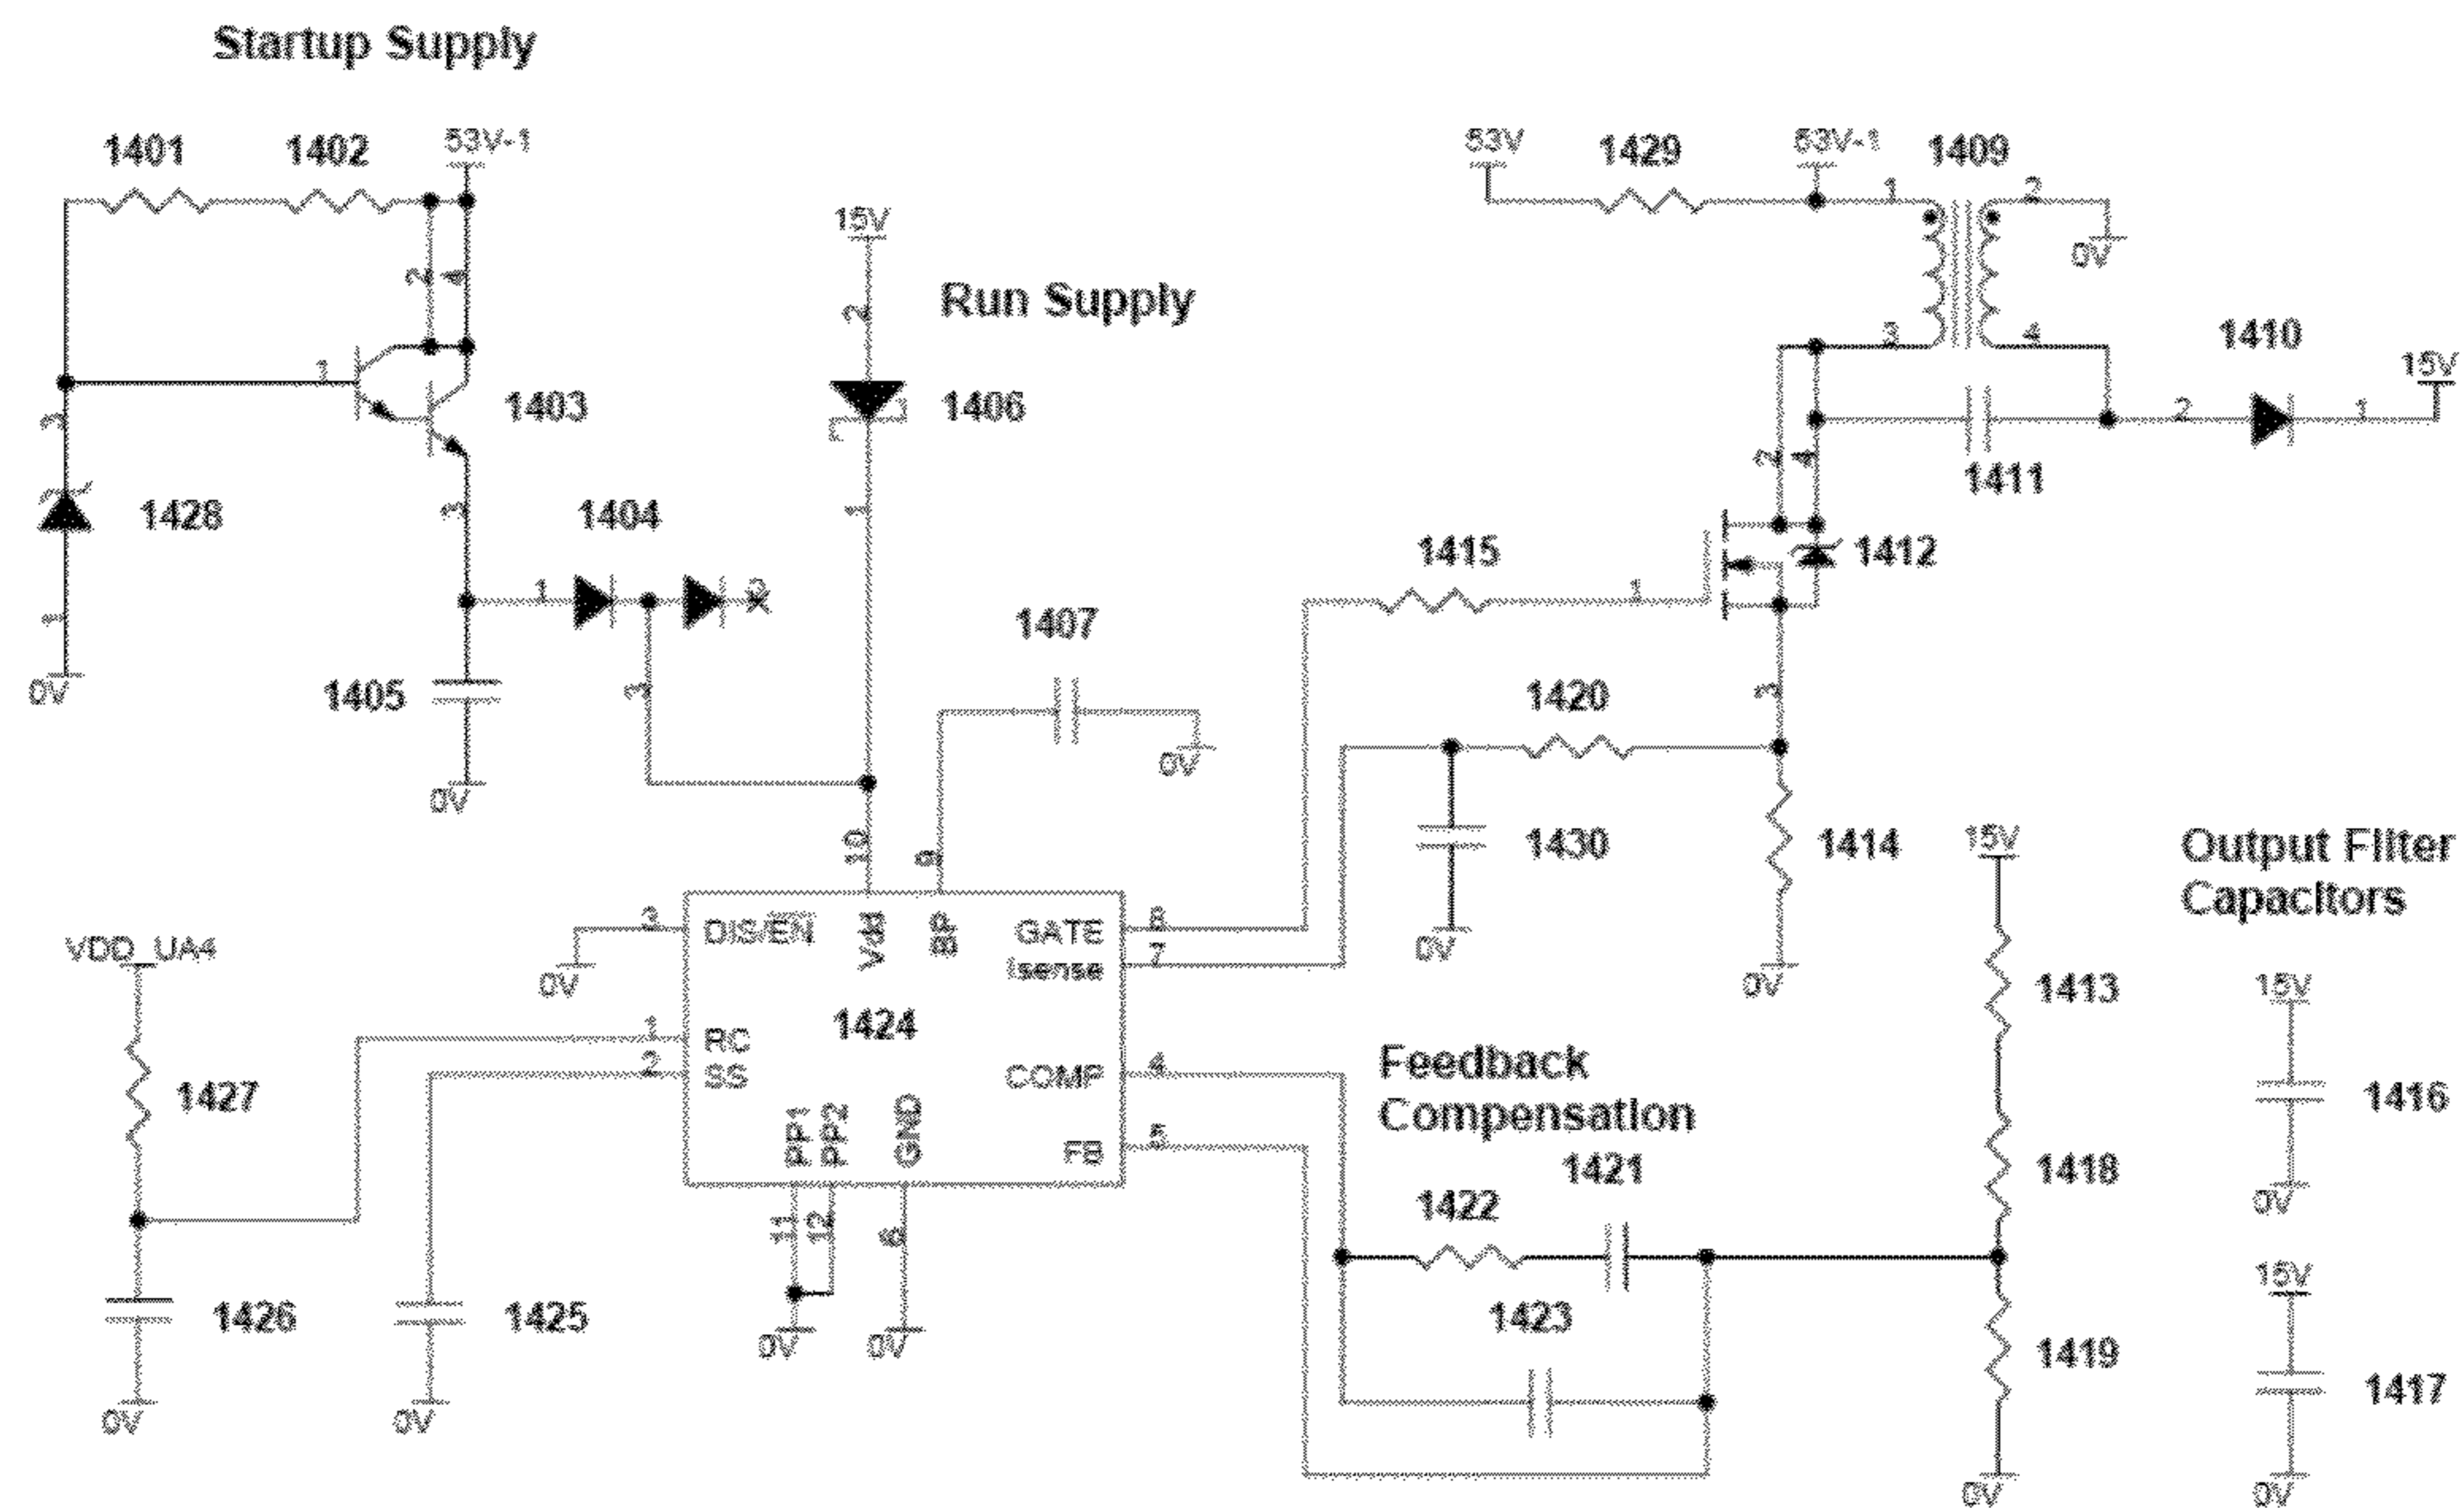 Startup Supply
1401
1402
53V-1
2
4
1
1403
2
2
1428
1
0V
3
1404
1
2
3
1405
0V
15V
2
Run Supply
1406
1
1407
0V
10
9
53V
1429
53V-1
1409
1
2
0V
3
4
1410
15V
2
1
1411
2
4
1412
1415
1
3
1420
1430
0V
1414
0V
VDD_UA4
1427
1426
0V
1425
0V
3
DIS/EN
0V
Vdd
BP
GATE
Isense
7
1424
1
RC
2
SS
COMP
4
FB
5
PP1
PP2
GND
11
12
0V
0V
Feedback
Compensation
1421
1422
1423
15V
1413
1418
1419
0V
Output Filter
Capacitors
15V
1416
0V
15V
1417
0V